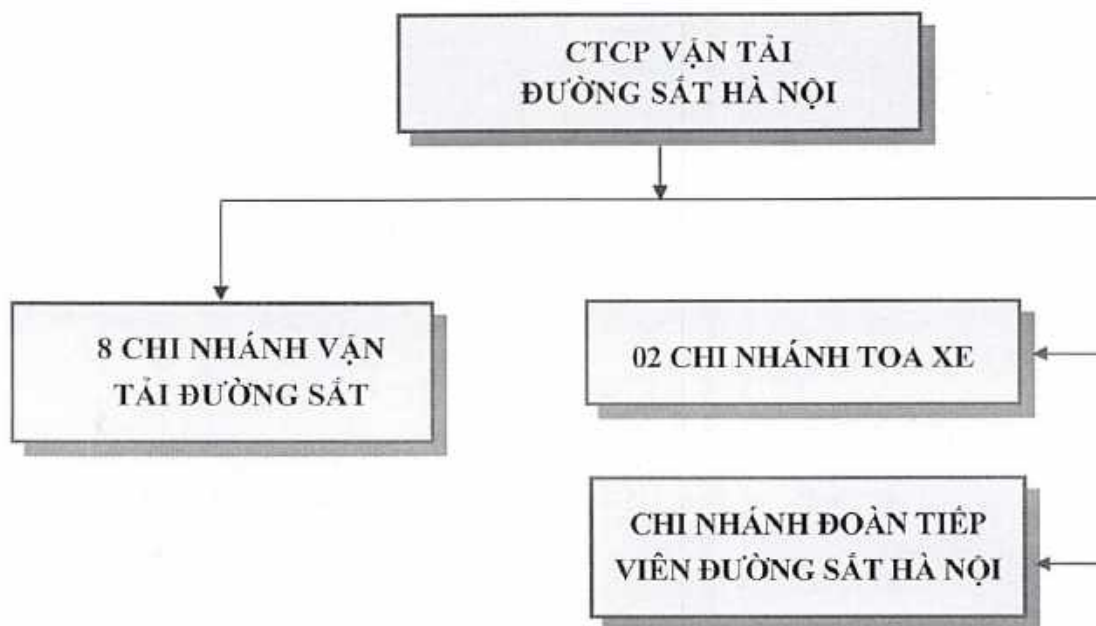 CTCP VẬN TẢI
ĐƯỜNG SẮT HÀ NỘI
8 CHI NHÁNH VẬN
TẢI ĐƯỜNG SẮT
02 CHI NHÁNH TOA XE
CHI NHÁNH ĐOÀN TIẾP
VIÊN ĐƯỜNG SẮT HÀ NỘI